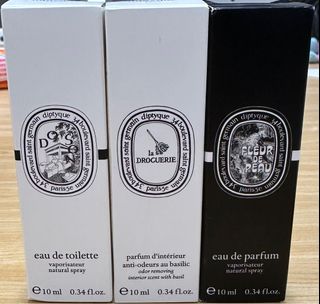 diptyque 34 boulevard saint germain paris 5e
DO SON
eau de toilette
vaporisateur
natural spray
e 10 ml 0.34 fl.oz.
diptyque 34 boulevard saint germain paris 5e
la
DROGUERIE
parfum d'intérieur
anti-odeurs au basilic
odor removing
interior scent with basil
e 10 ml 0.34 fl.oz.
diptyque 34 boulevard saint germain paris 5e
FLEUR
DE
PEAU
eau de parfum
vaporisateur
natural spray
e 10 ml 0.34 fl.oz.